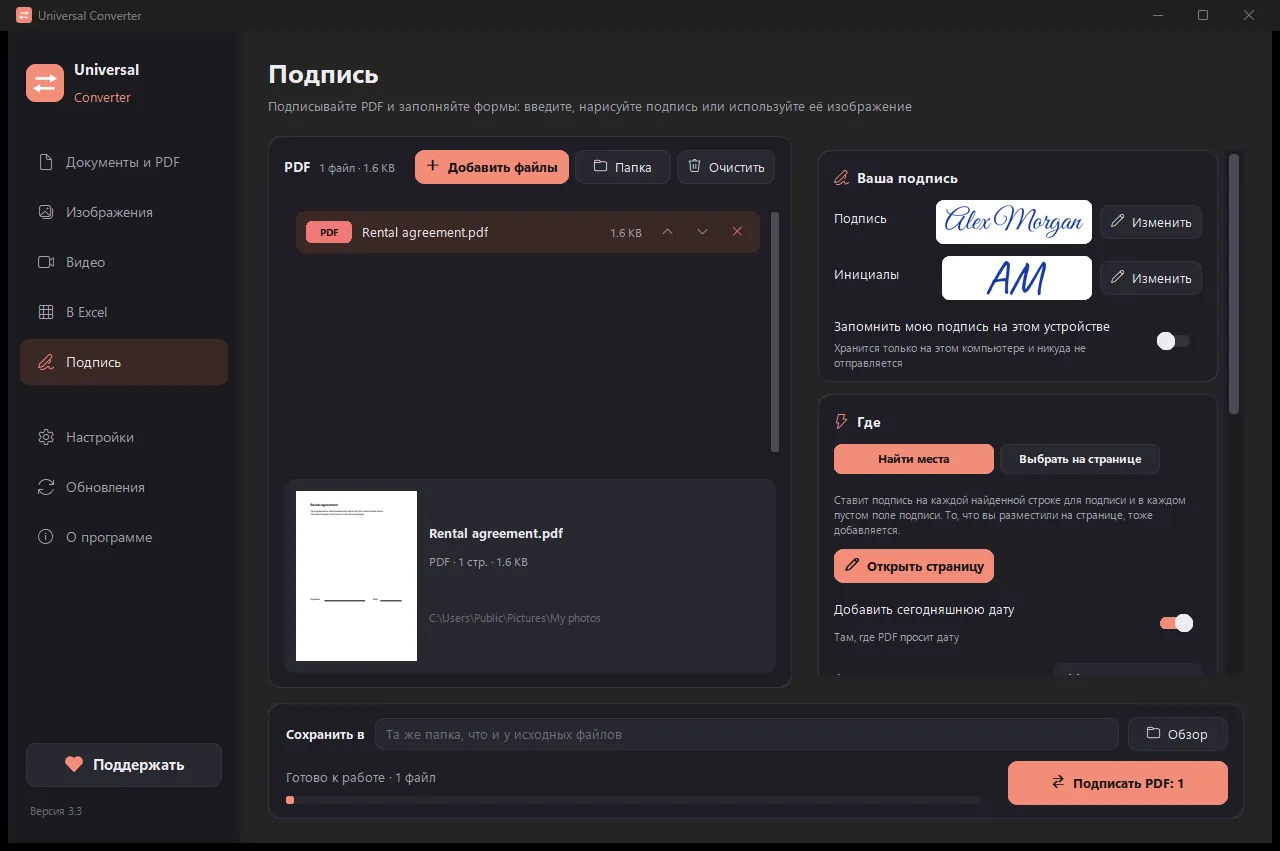 Universal Converter
Universal
Converter
Документы и PDF
Изображения
Видео
В Excel
Подпись
Настройки
Обновления
О программе
Поддержать
Версия 3.3
Подпись
Подписывайте PDF и заполняйте формы: введите, нарисуйте подпись или используйте её изображение
PDF 1 файл · 1.6 KB
Добавить файлы
Папка
Очистить
PDF Rental agreement.pdf 1.6 KB
Rental agreement
Rental agreement.pdf
PDF · 1 стр. · 1.6 KB
C:\Users\Public\Pictures\My photos
Ваша подпись
Подпись
Alex Morgan
Изменить
Инициалы
AM
Изменить
Запомнить мою подпись на этом устройстве
Хранится только на этом компьютере и никуда не
отправляется
Где
Найти места
Выбрать на странице
Ставит подпись на каждой найденной строке для подписи и в каждом
пустом поле подписи. То, что вы разместили на странице, тоже
добавляется.
Открыть страницу
Добавить сегодняшнюю дату
Там, где PDF просит дату
Сохранить в
Та же папка, что и у исходных файлов
Обзор
Готово к работе · 1 файл
Подписать PDF: 1